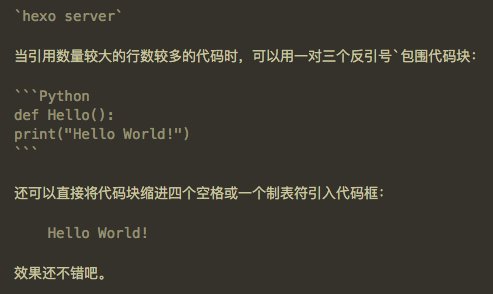 `hexo server`
当引用数量较大的行数较多的代码时，可以用一对三个反引号`包围代码块：
```Python
def Hello():
print("Hello World!")
```
还可以直接将代码块缩进四个空格或一个制表符引入代码框：
    Hello World!
效果还不错吧。